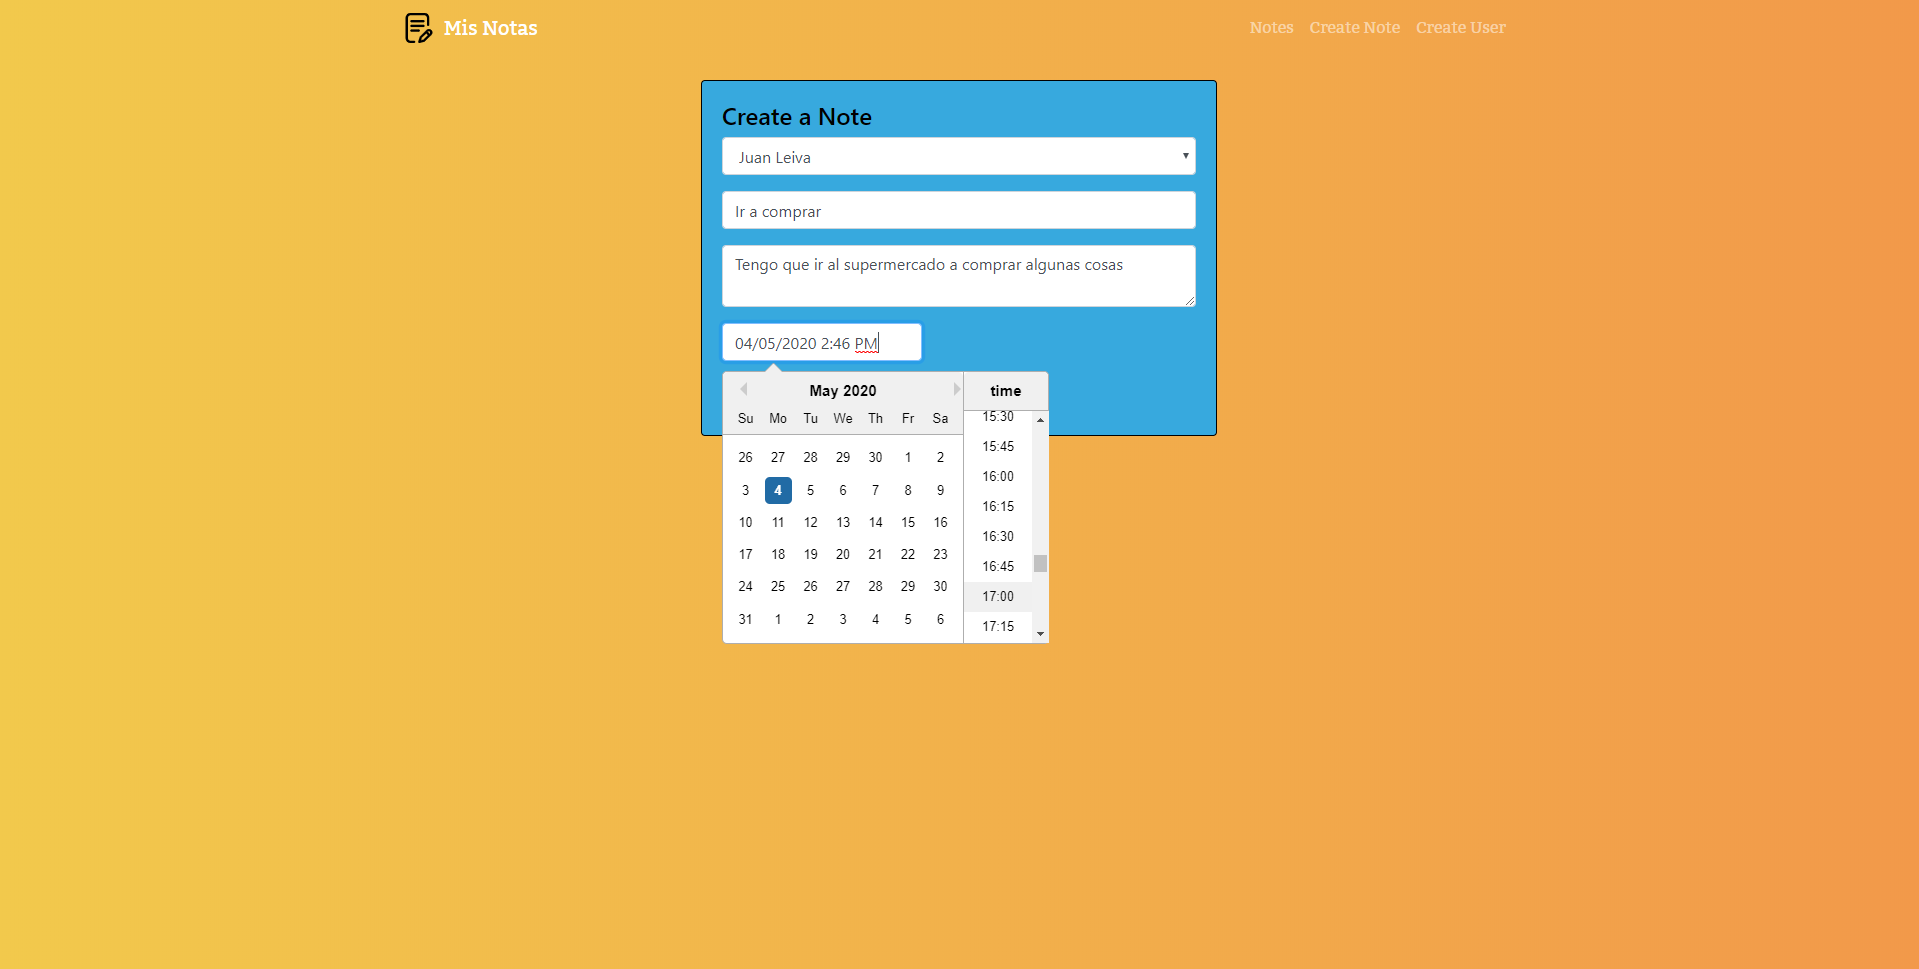 Mis Notas
Notes Create Note Create User
Create a Note
Juan Leiva
Ir a comprar
Tengo que ir al supermercado a comprar algunas cosas
04/05/2020 2:46 PM
May 2020
Su Mo Tu We Th Fr Sa
26 27 28 29 30 1 2
3 4 5 6 7 8 9
10 11 12 13 14 15 16
17 18 19 20 21 22 23
24 25 26 27 28 29 30
31 1 2 3 4 5 6
time
15:30
15:45
16:00
16:15
16:30
16:45
17:00
17:15